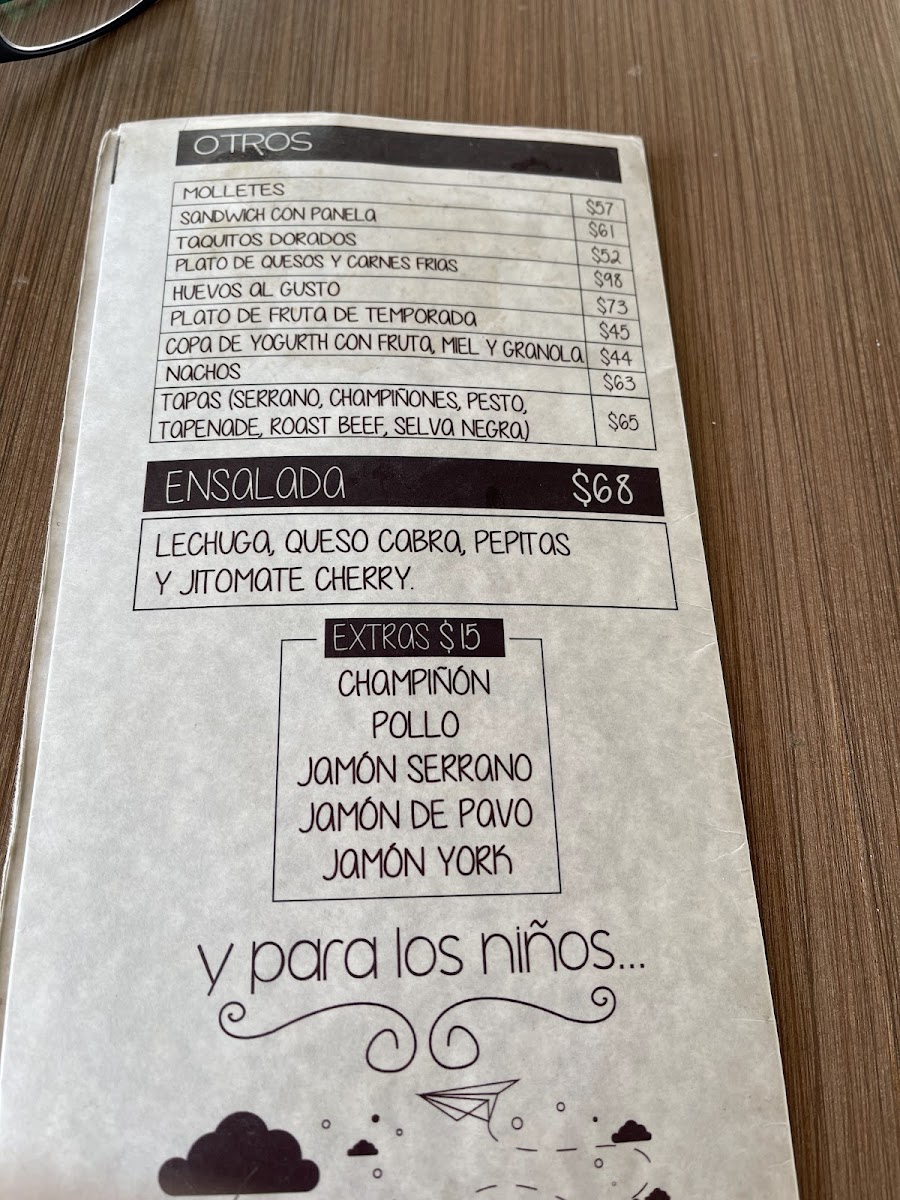 OTROS
MOLLETES $57
SANDWICH CON PANELA $61
TAQUITOS DORADOS $52
PLATO DE QUESOS Y CARNES FRIAS $98
HUEVOS AL GUSTO $73
PLATO DE FRUTA DE TEMPORADA $45
COPA DE YOGURTH CON FRUTA, MIEL Y GRANOLA $44
NACHOS $63
TAPAS (SERRANO, CHAMPIÑONES, PESTO,
TAPENADE, ROAST BEEF, SELVA NEGRA) $65
ENSALADA $68
LECHUGA, QUESO CABRA, PEPITAS
Y JITOMATE CHERRY.
EXTRAS $15
CHAMPIÑÓN
POLLO
JAMÓN SERRANO
JAMÓN DE PAVO
JAMÓN YORK
y para los niños...